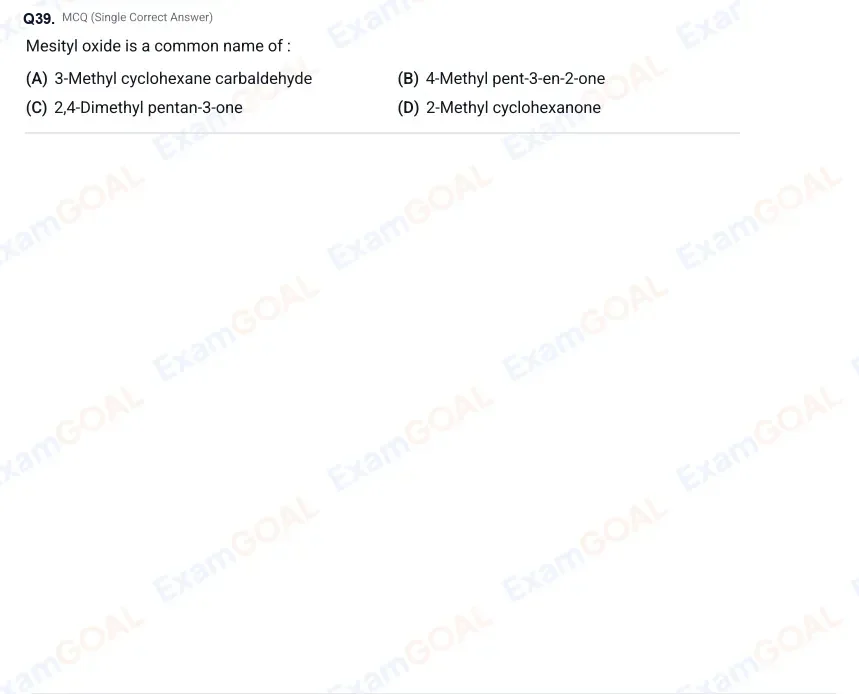 Q39. MCQ (Single Correct Answer)
Mesityl oxide is a common name of :
(A) 3-Methyl cyclohexane carbaldehyde
(B) 4-Methyl pent-3-en-2-one
(C) 2,4-Dimethyl pentan-3-one
(D) 2-Methyl cyclohexanone
ExamGOAL